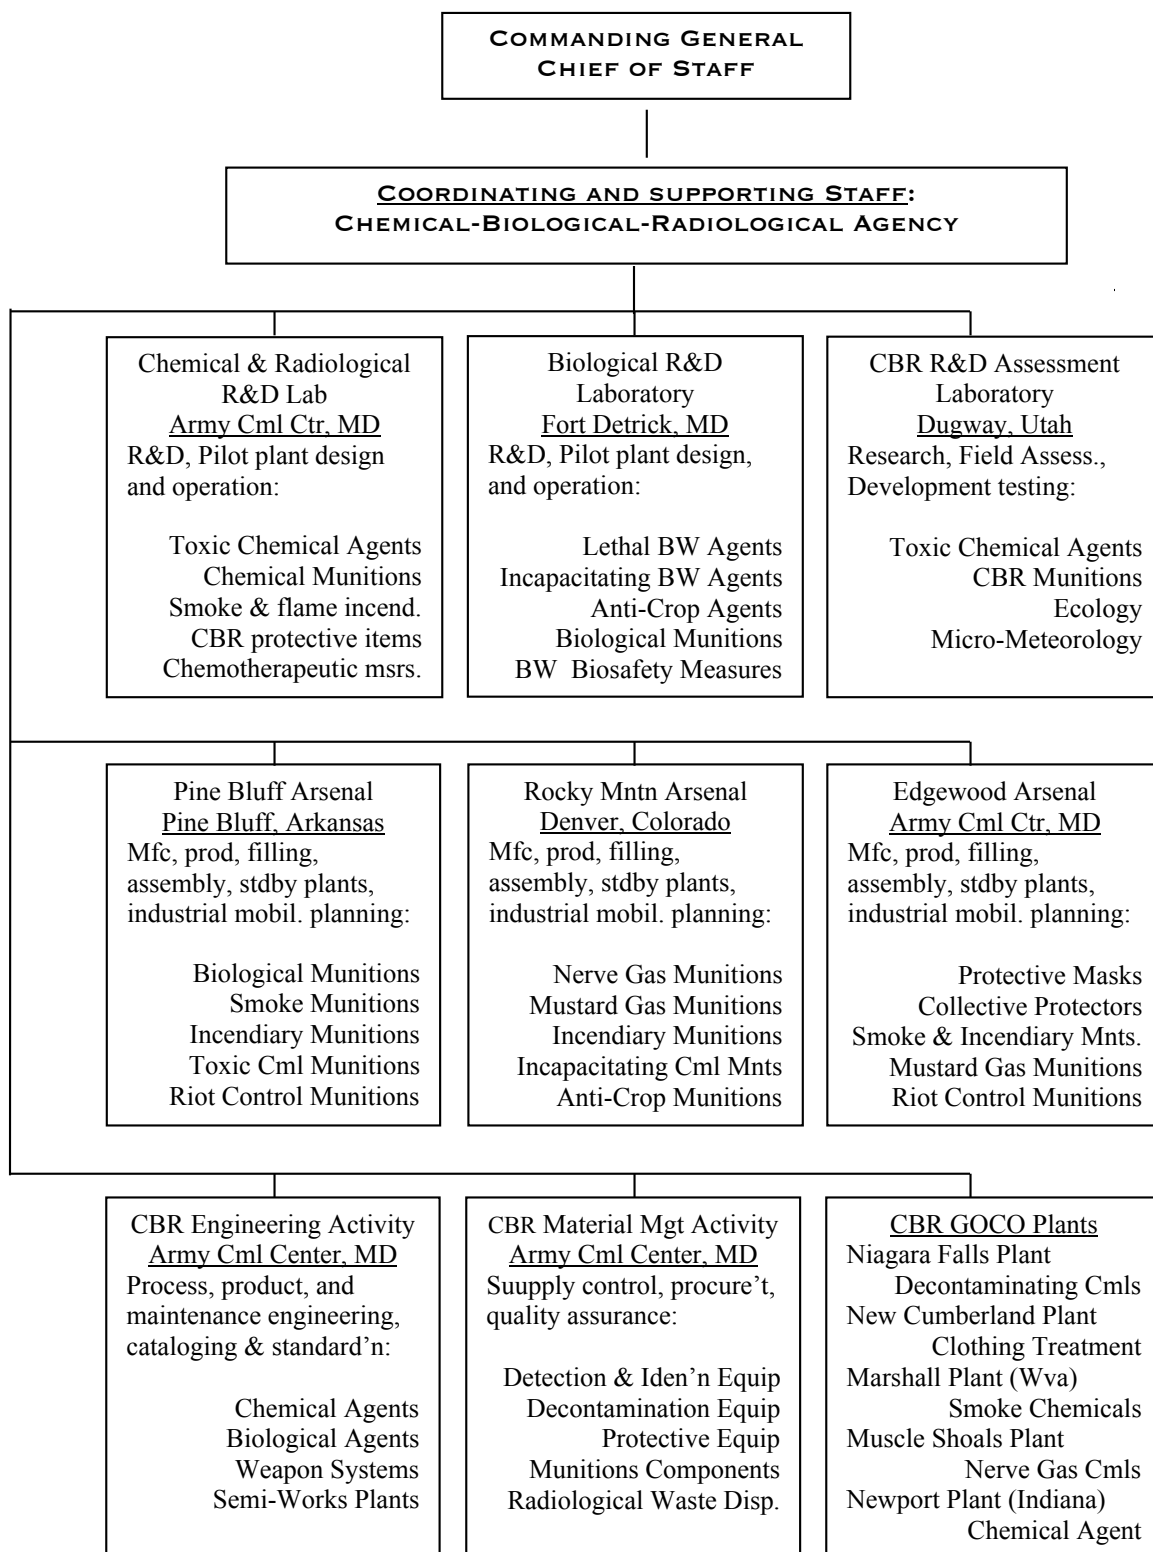 COMMANDING GENERAL
CHIEF OF STAFF
COORDINATING AND SUPPORTING STAFF:
CHEMICAL-BIOLOGICAL-RADIOLOGICAL AGENCY
Chemical & Radiological
R&D Lab
Army Cml Ctr, MD
R&D, Pilot plant design
and operation:
Toxic Chemical Agents
Chemical Munitions
Smoke & flame incend.
CBR protective items
Chemotherapeutic msrs.
Biological R&D
Laboratory
Fort Detrick, MD
R&D, Pilot plant design,
and operation:
Lethal BW Agents
Incapacitating BW Agents
Anti-Crop Agents
Biological Munitions
BW Biosafety Measures
CBR R&D Assessment
Laboratory
Dugway, Utah
Research, Field Assess.,
Development testing:
Toxic Chemical Agents
CBR Munitions
Ecology
Micro-Meteorology
Pine Bluff Arsenal
Pine Bluff, Arkansas
Mfc, prod, filling,
assembly, stdby plants,
industrial mobil. planning:
Biological Munitions
Smoke Munitions
Incendiary Munitions
Toxic Cml Munitions
Riot Control Munitions
Rocky Mntn Arsenal
Denver, Colorado
Mfc, prod, filling,
assembly, stdby plants,
industrial mobil. planning:
Nerve Gas Munitions
Mustard Gas Munitions
Incendiary Munitions
Incapacitating Cml Mnts
Anti-Crop Munitions
Edgewood Arsenal
Army Cml Ctr, MD
Mfc, prod, filling,
assembly, stdby plants,
industrial mobil. planning:
Protective Masks
Collective Protectors
Smoke & Incendiary Mnts.
Mustard Gas Munitions
Riot Control Munitions
CBR Engineering Activity
Army Cml Center, MD
Process, product, and
maintenance engineering,
cataloging & standard'n:
Chemical Agents
Biological Agents
Weapon Systems
Semi-Works Plants
CBR Material Mgt Activity
Army Cml Center, MD
Suupply control, procure't,
quality assurance:
Detection & Iden'n Equip
Decontamination Equip
Protective Equip
Munitions Components
Radiological Waste Disp.
CBR GOCO Plants
Niagara Falls Plant
Decontaminating Cmls
New Cumberland Plant
Clothing Treatment
Marshall Plant (Wva)
Smoke Chemicals
Muscle Shoals Plant
Nerve Gas Cmls
Newport Plant (Indiana)
Chemical Agent